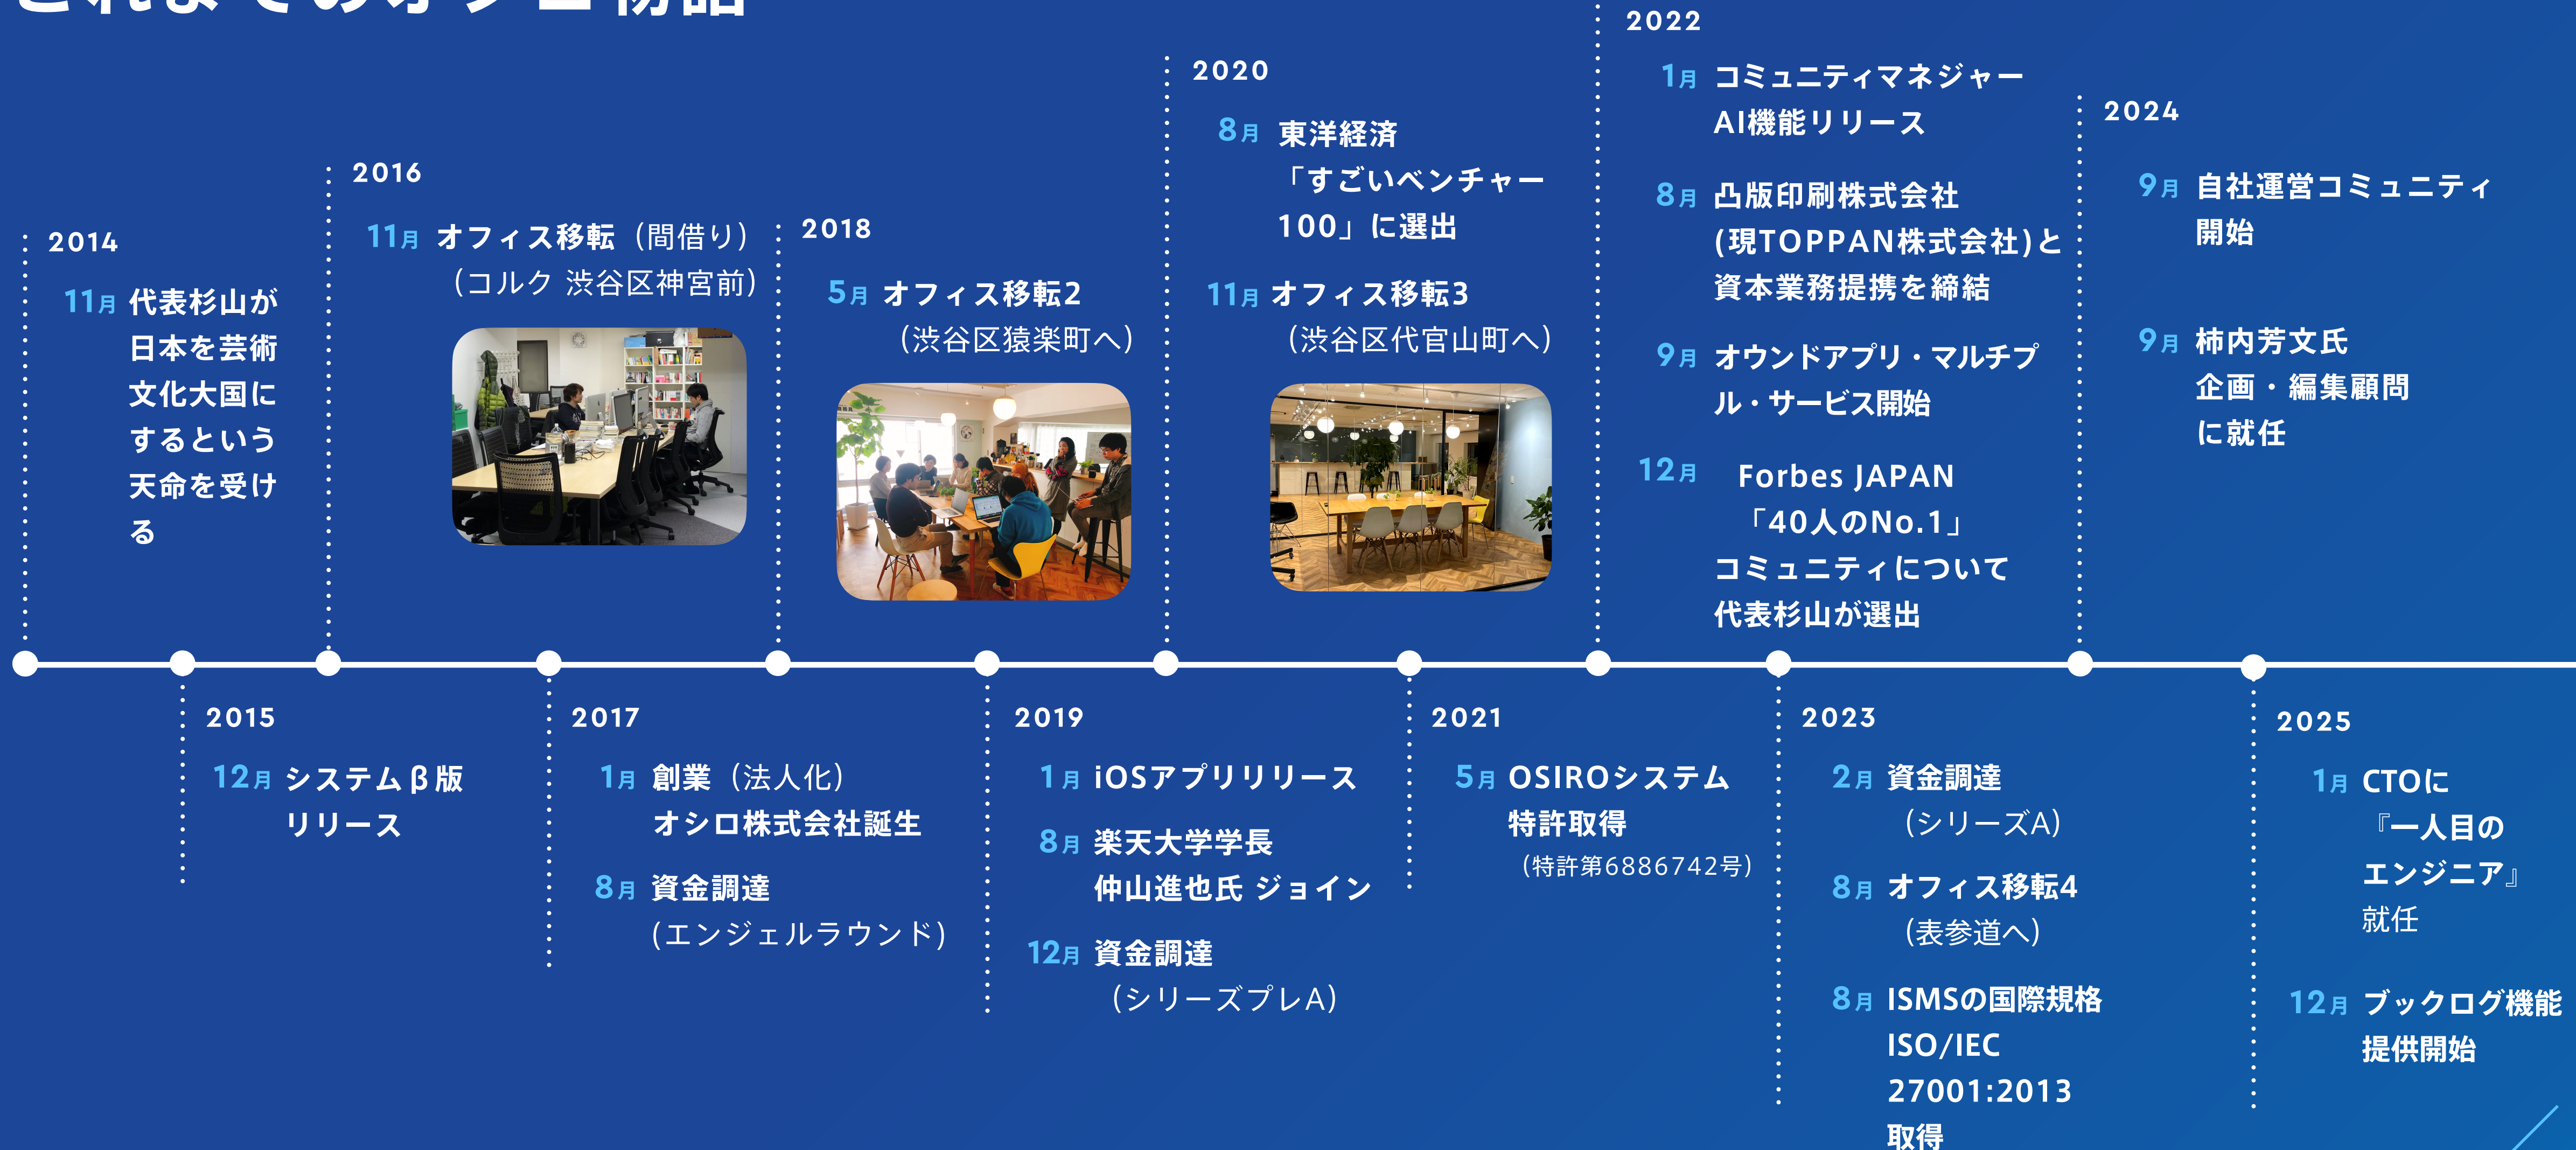 これまでのオシロ物語
2014
11月 代表杉山が
日本を芸術
文化大国に
するという
天命を受け
る
2015
12月 システムβ版
リリース
2016
11月 オフィス移転（間借り）
（コルク 渋谷区神宮前）
2017
1月 創業（法人化）
オシロ株式会社誕生
8月 資金調達
(エンジェルラウンド)
2018
5月 オフィス移転2
（渋谷区猿楽町へ）
2019
1月 iOSアプリリリース
8月 楽天大学学長
仲山進也氏 ジョイン
12月 資金調達
（シリーズプレA）
2020
8月 東洋経済
「すごいベンチャー
100」に選出
11月 オフィス移転3
（渋谷区代官山町へ）
2021
5月 OSIROシステム
特許取得
（特許第6886742号）
2022
1月 コミュニティマネジャー
AI機能リリース
8月 凸版印刷株式会社
(現TOPPAN株式会社)と
資本業務提携を締結
9月 オウンドアプリ・マルチプ
ル・サービス開始
12月 Forbes JAPAN
「40人のNo.1」
コミュニティについて
代表杉山が選出
2023
2月 資金調達
（シリーズA）
8月 オフィス移転4
（表参道へ）
8月 ISMSの国際規格
ISO/IEC
27001:2013
取得
2024
9月 自社運営コミュニティ
開始
9月 柿内芳文氏
企画・編集顧問
に就任
2025
1月 CTOに
『一人目の
エンジニア』
就任
12月 ブックログ機能
提供開始